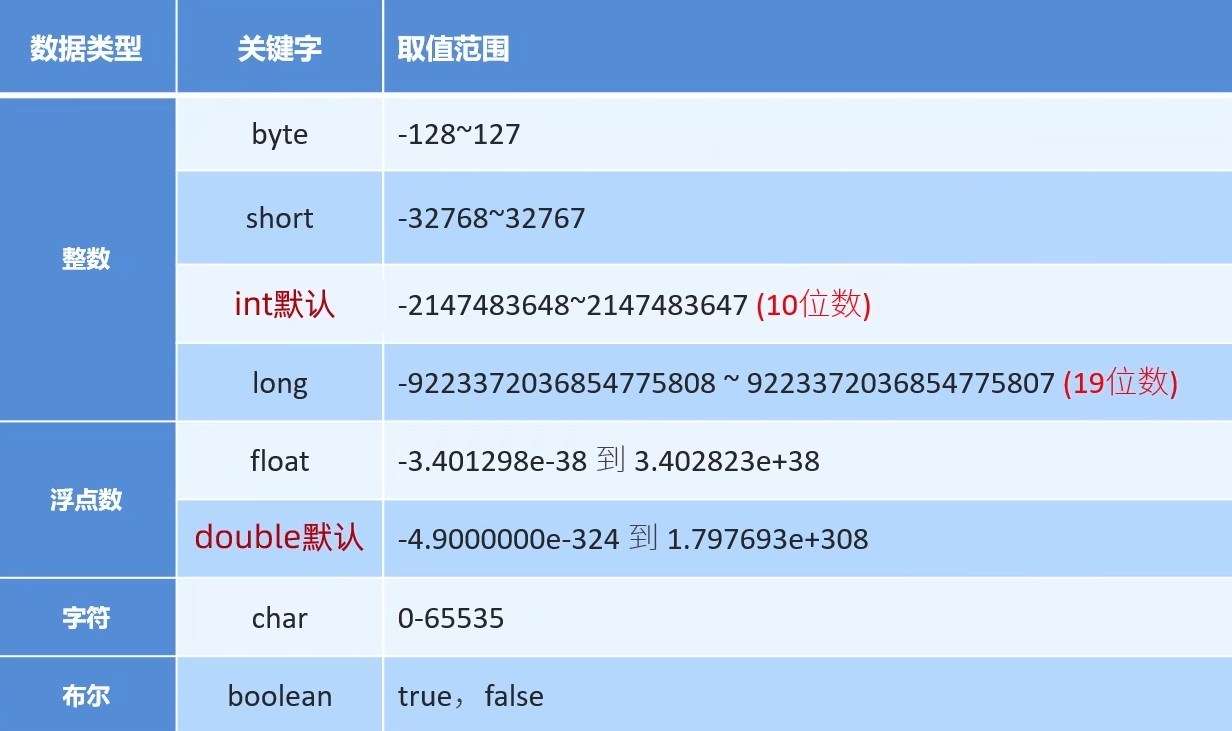 数据类型 关键字 取值范围
整数
byte -128~127
short -32768~32767
int默认 -2147483648~2147483647 (10位数)
long -9223372036854775808 ~ 9223372036854775807 (19位数)
浮点数
float -3.401298e-38 到 3.402823e+38
double默认 -4.9000000e-324 到 1.797693e+308
字符 char 0-65535
布尔 boolean true，false